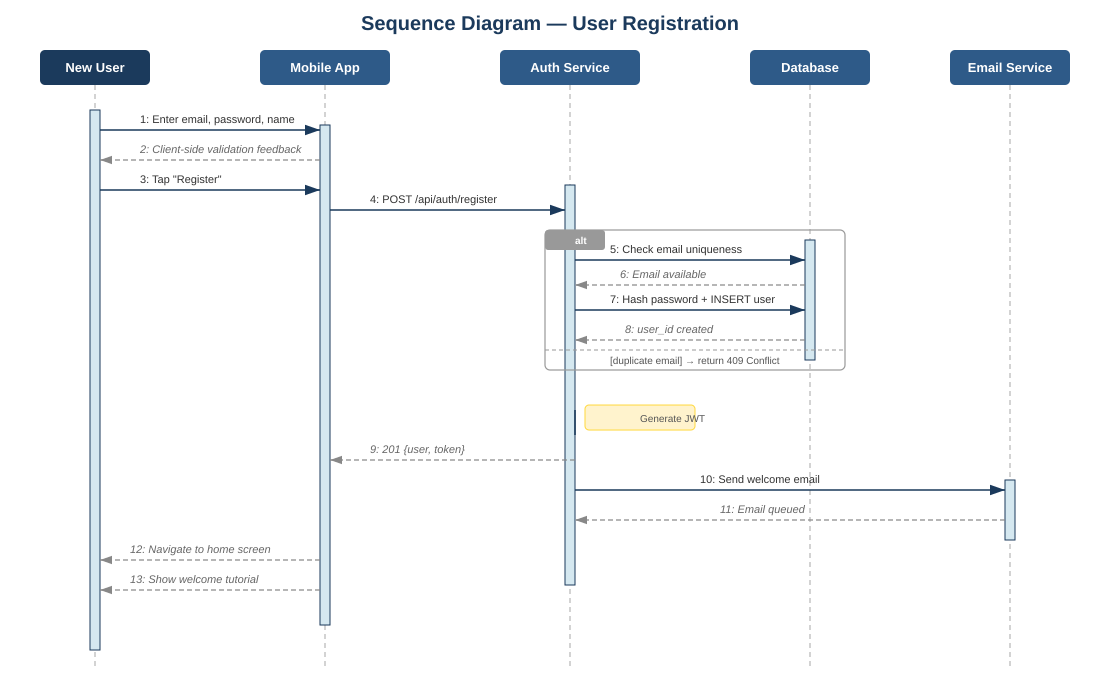 Sequence Diagram — User Registration
New User
Mobile App
Auth Service
Database
Email Service
1: Enter email, password, name
2: Client-side validation feedback
3: Tap "Register"
4: POST /api/auth/register
alt
5: Check email uniqueness
6: Email available
7: Hash password + INSERT user
8: user_id created
[duplicate email] → return 409 Conflict
Generate JWT
9: 201 {user, token}
10: Send welcome email
11: Email queued
12: Navigate to home screen
13: Show welcome tutorial